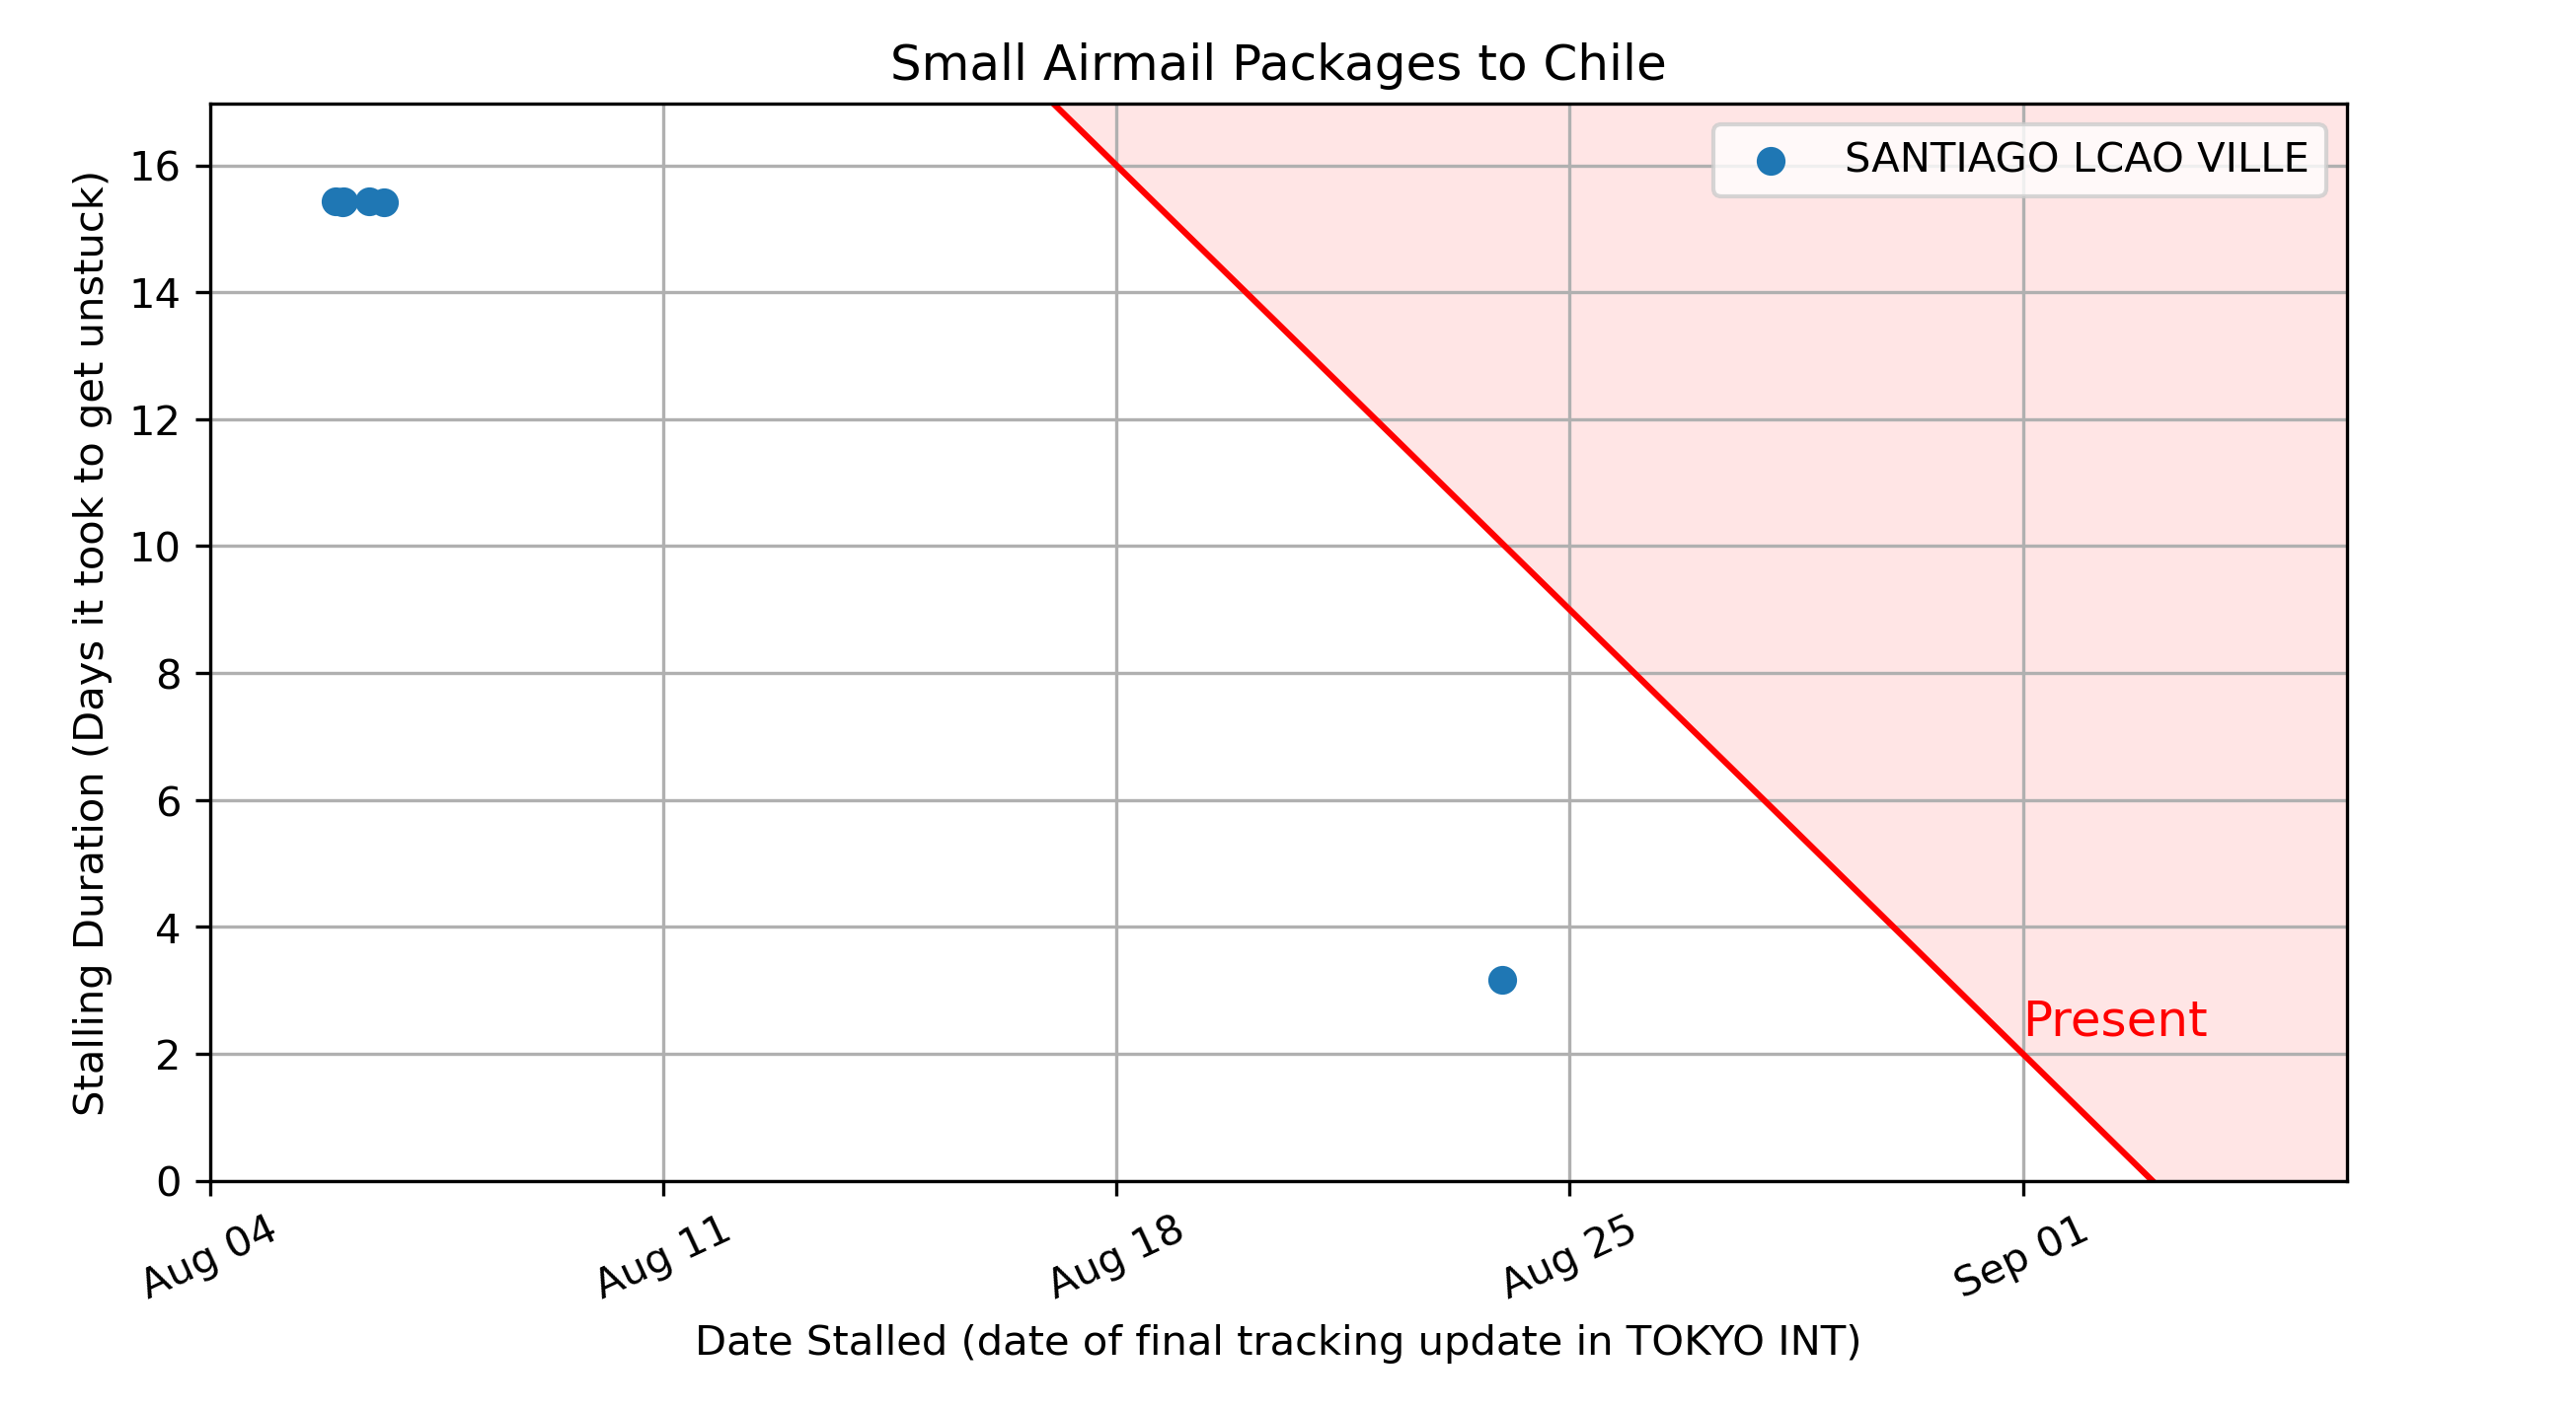 Small Airmail Packages to Chile
SANTIAGO LCAO VILLE
Stalling Duration (Days it took to get unstuck)
16
14
12
10
8
6
4
2
0
Present
Aug 04
Aug 11
Aug 18
Aug 25
Sep 01
Date Stalled (date of final tracking update in TOKYO INT)